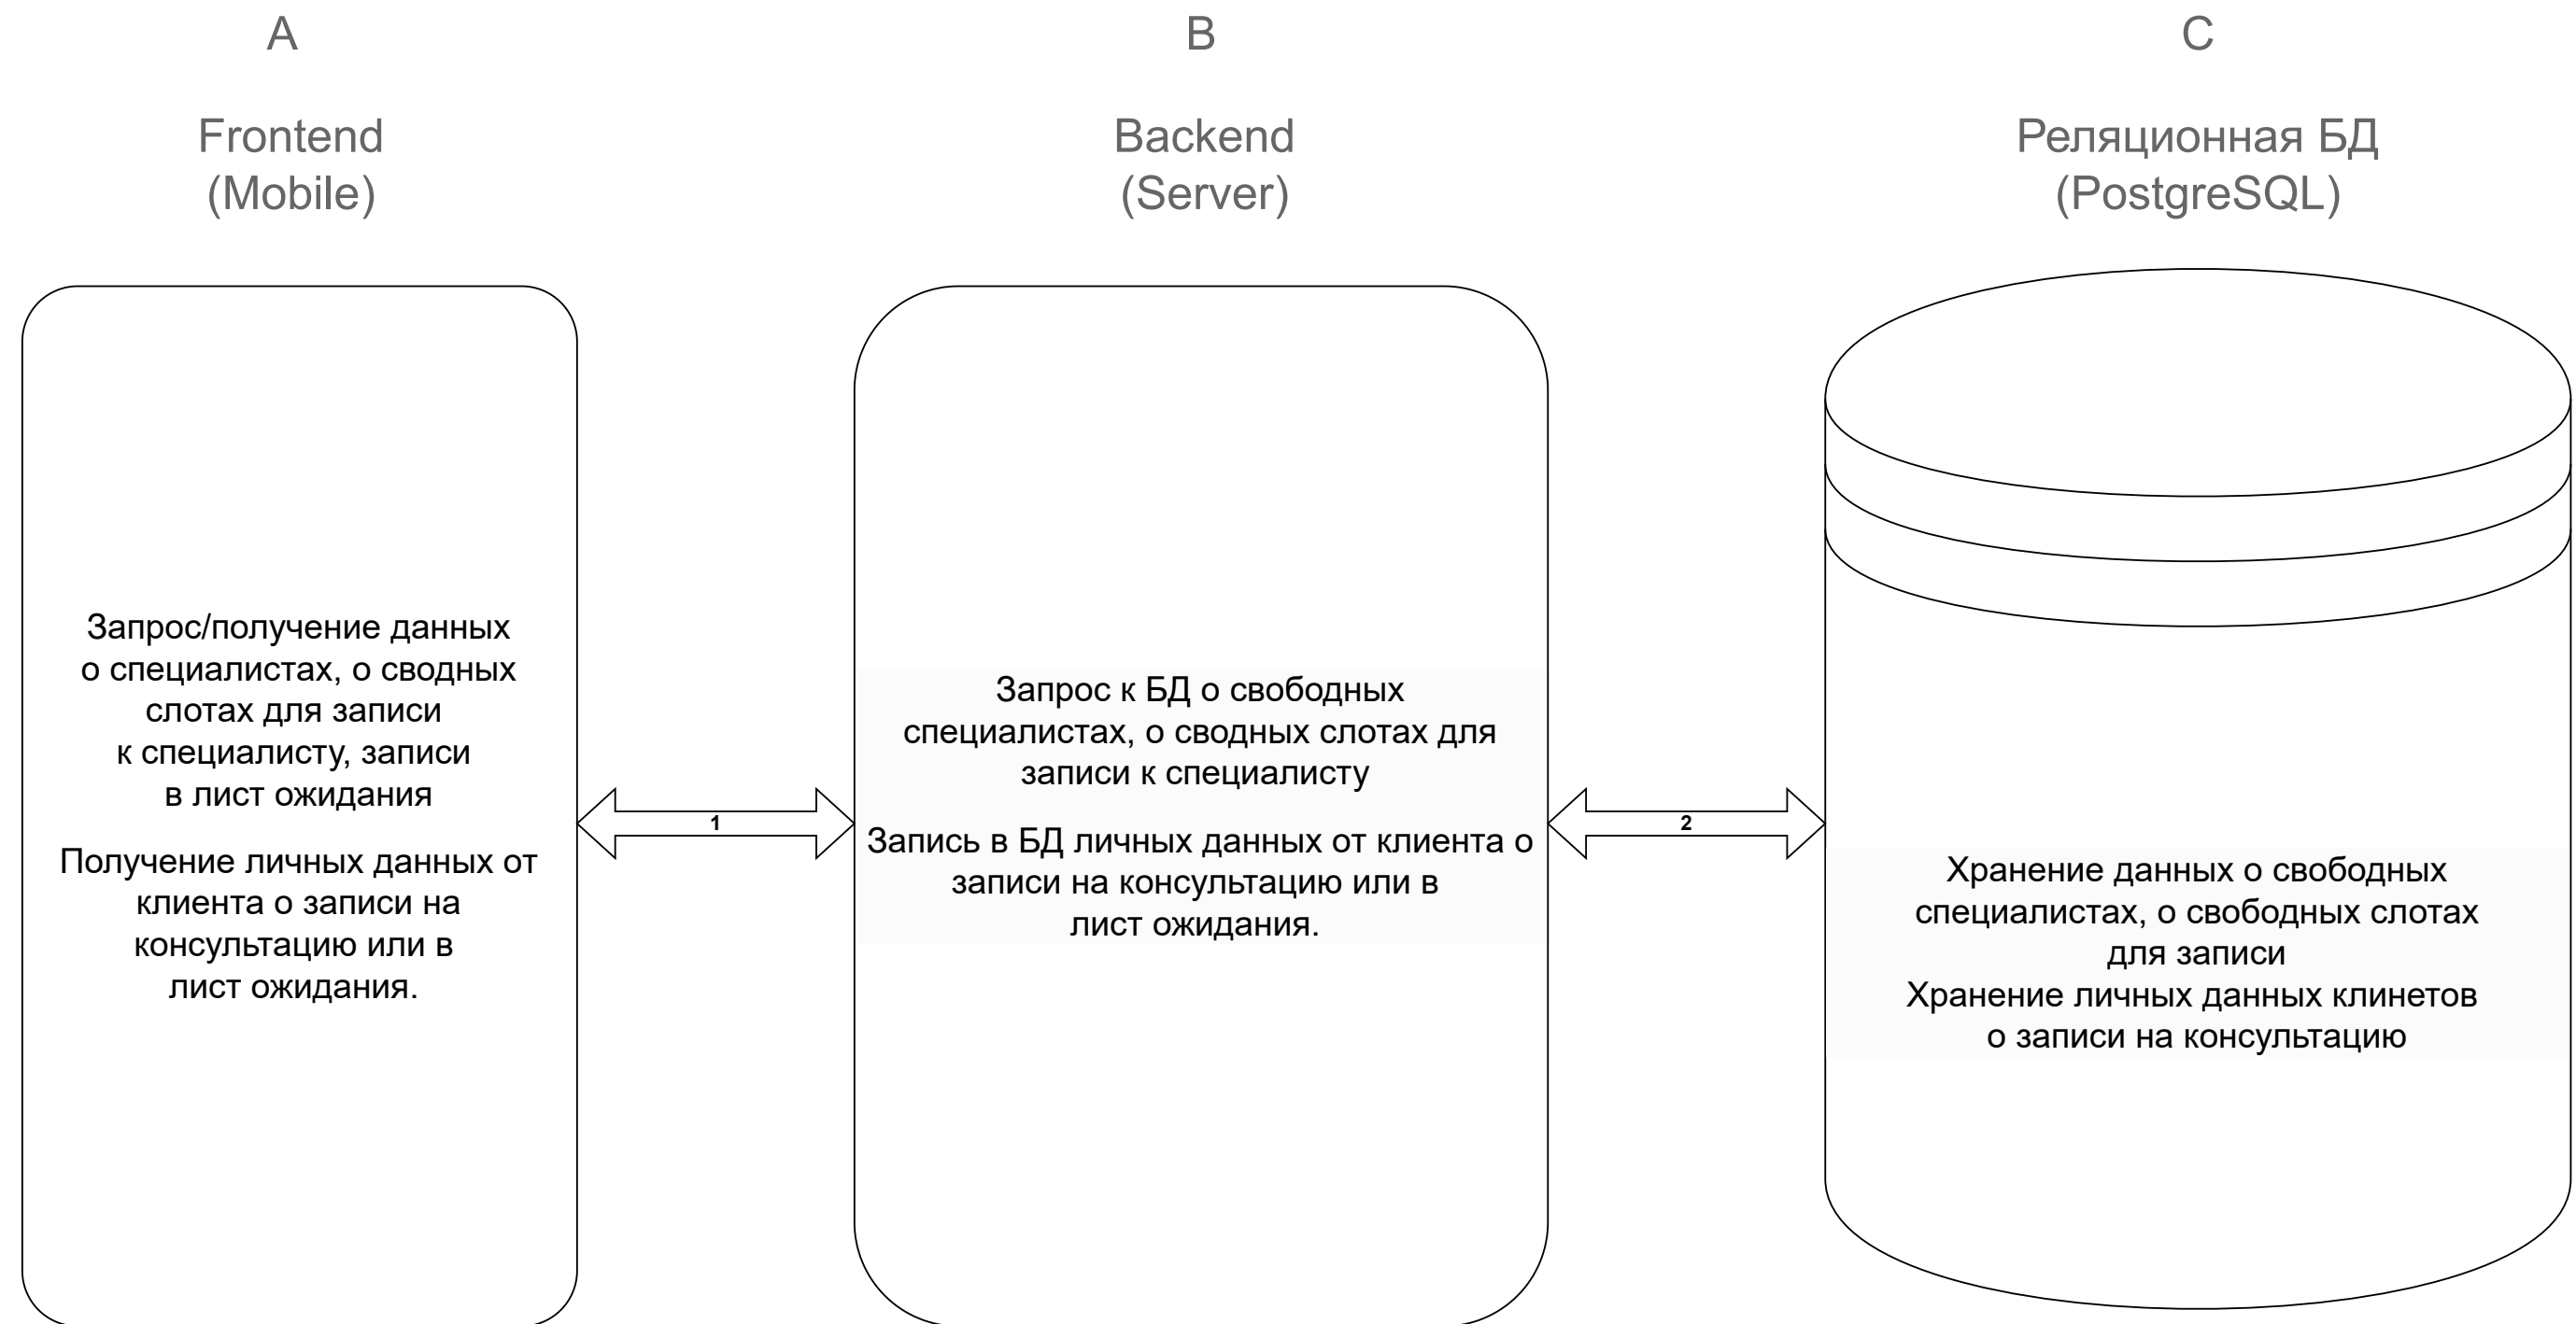 A
Frontend
(Mobile)
Запрос/получение данных
о специалистах, о сводных
слотах для записи
к специалисту, записи
в лист ожидания
Получение личных данных от
клиента о записи на
консультацию или в
лист ожидания.
1
B
Backend
(Server)
Запрос к БД о свободных
специалистах, о сводных слотах для
записи к специалисту
Запись в БД личных данных от клиента о
записи на консультацию или в
лист ожидания.
2
C
Реляционная БД
(PostgreSQL)
Хранение данных о свободных
специалистах, о свободных слотах
для записи
Хранение личных данных клинетов
о записи на консультацию